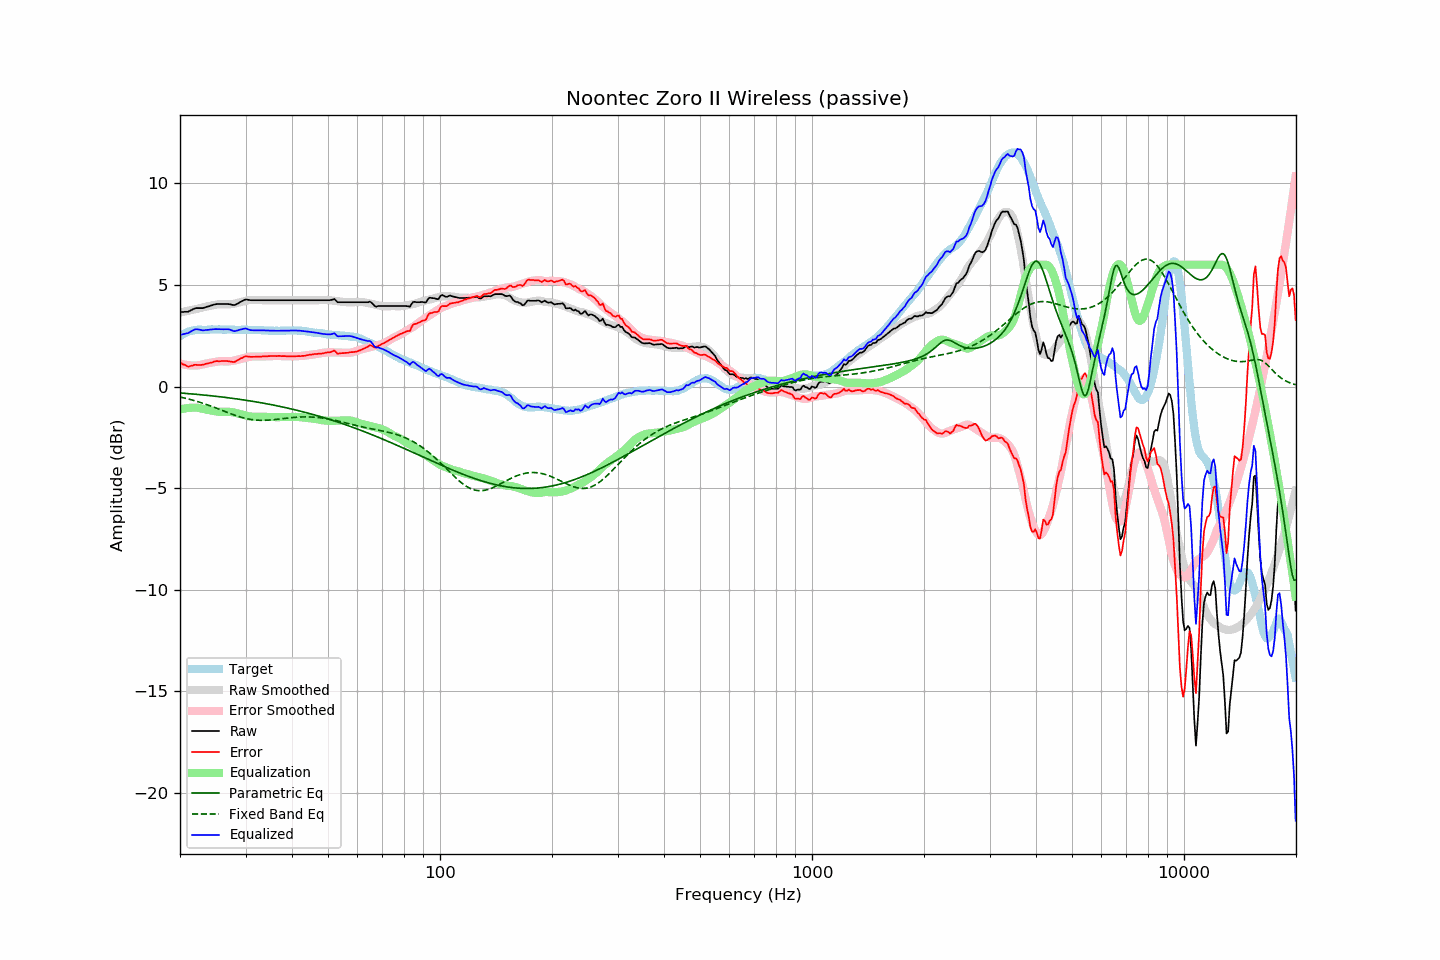 Noontec Zoro II Wireless (passive)
10
5
0
−5
−10
−15
−20
Amplitude (dBr)
100
1000
10000
Frequency (Hz)
Target
Raw Smoothed
Error Smoothed
Raw
Error
Equalization
Parametric Eq
Fixed Band Eq
Equalized